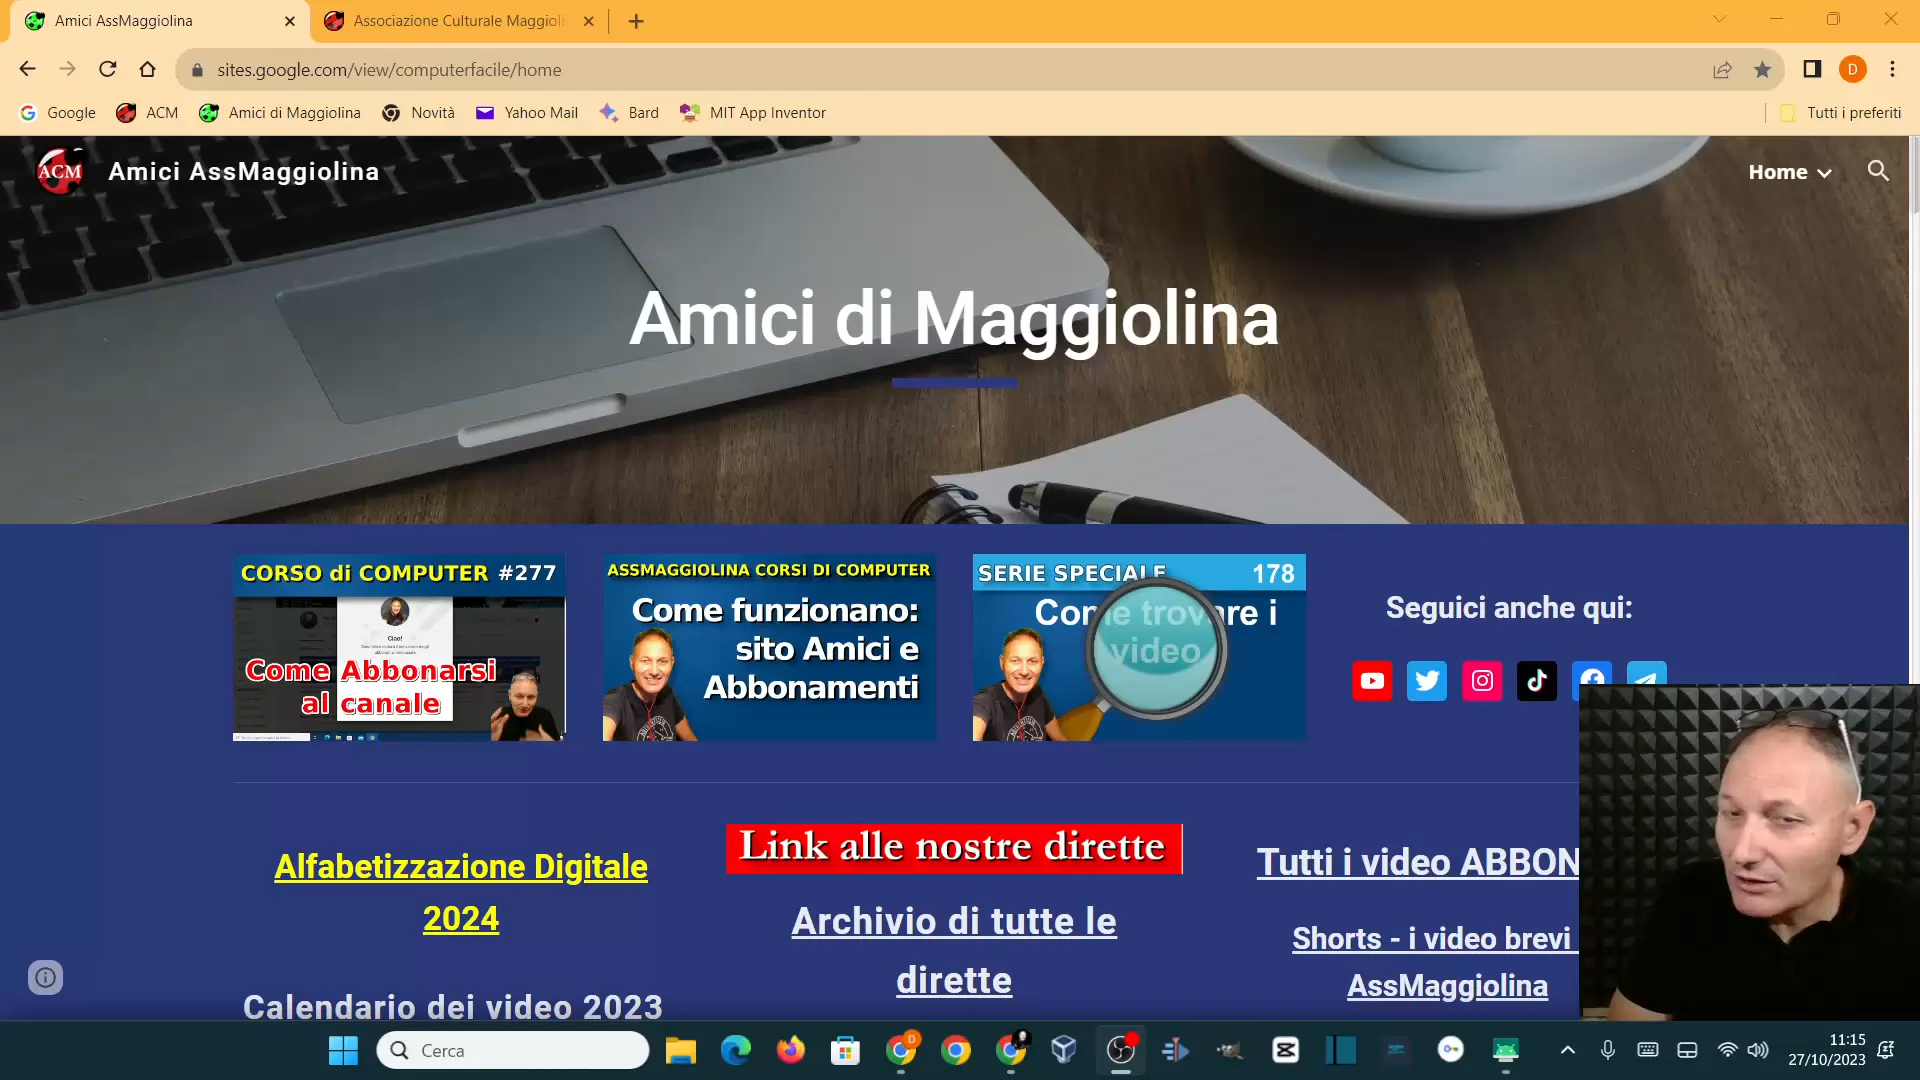 Amici AssMaggiolina
Associazione Culturale Maggioli
sites.google.com/view/computerfacile/home
D
Google
ACM
Amici di Maggiolina
Novità
Yahoo Mail
Bard
MIT App Inventor
Tutti i preferiti
ACM
Amici AssMaggiolina
Home
Amici di Maggiolina
CORSO di COMPUTER #277
Ciao!
Come Abbonarsi
al canale
ASSMAGGIOLINA CORSI DI COMPUTER
Come funzionano:
sito Amici e
Abbonamenti
SERIE SPECIALE 178
Come trovare i
video
Seguici anche qui:
Alfabetizzazione Digitale
2024
Calendario dei video 2023
Link alle nostre dirette
Archivio di tutte le
dirette
Tutti i video ABBON
Shorts - i video brevi
AssMaggiolina
Cerca
D
11:15
27/10/2023